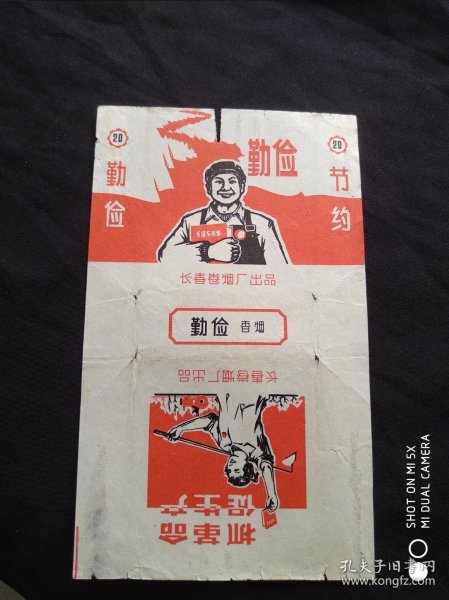 20
勤俭
勤俭
20
节约
毛泽东选集
长春卷烟厂出品
勤俭 香烟
长春卷烟厂出品
抓革命
促生产
SHOT ON MI 5X
MI DUAL CAMERA
孔夫子旧书网
www.kongfz.com